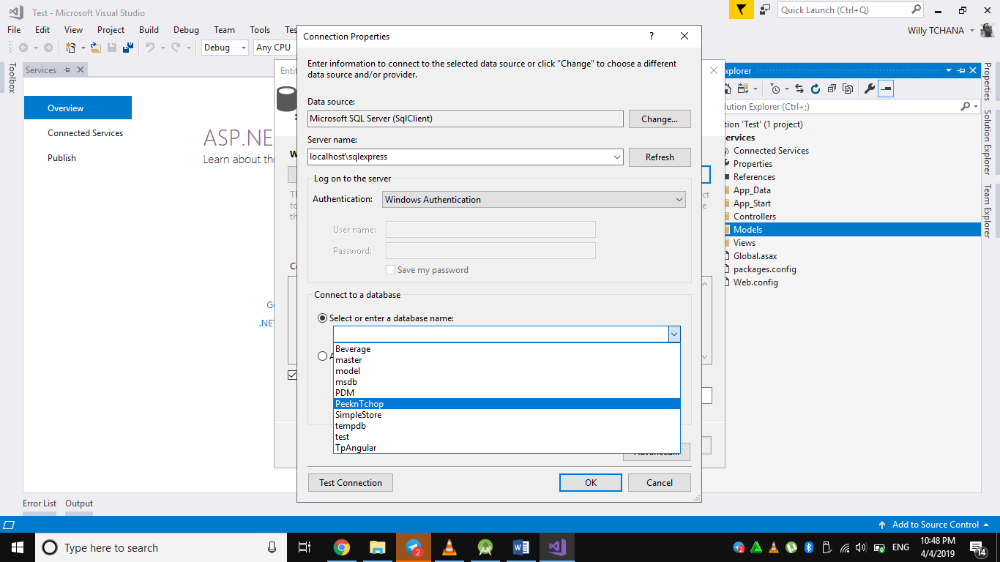 Test - Microsoft Visual Studio
Quick Launch (Ctrl+Q)
File Edit View Project Build Debug Team Tools Tes
Willy TCHANA
Debug
Any CPU
Toolbox
Services
Overview
Connected Services
Publish
ASP.NE
Learn about the
.NE
Entit
Connection Properties
?
Enter information to connect to the selected data source or click "Change" to choose a different
data source and/or provider.
Data source:
Microsoft SQL Server (SqlClient)
Change...
Server name:
localhost\sqlexpress
Refresh
Log on to the server
Authentication:
Windows Authentication
User name:
Password:
Save my password
Connect to a database
Select or enter a database name:
Beverage
master
model
msdb
PDM
PeeknTchop
SimpleStore
tempdb
test
TpAngular
Test Connection
OK
Cancel
xplorer
lution Explorer (Ctrl+;)
tion 'Test' (1 project)
ervices
Connected Services
Properties
References
App_Data
App_Start
Controllers
Models
Views
Global.asax
packages.config
Web.config
Properties
Solution Explorer
Team Explorer
Error List Output
Add to Source Control
Type here to search
2
2
ENG
10:48 PM
4/4/2019
14